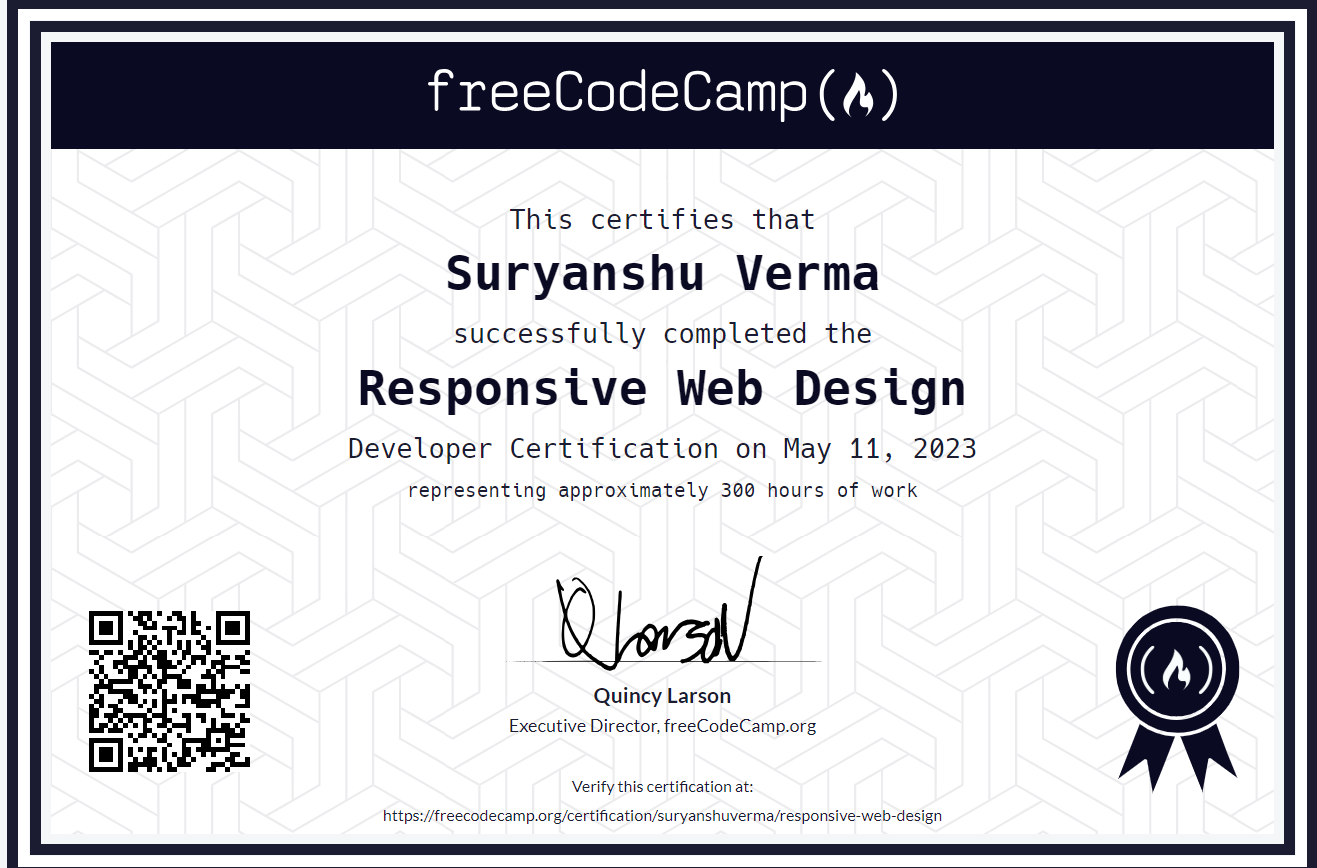 freeCodeCamp(🔥)
This certifies that
Suryanshu Verma
successfully completed the
Responsive Web Design
Developer Certification on May 11, 2023
representing approximately 300 hours of work
Q Larson
Quincy Larson
Executive Director, freeCodeCamp.org
Verify this certification at:
https://freecodecamp.org/certification/suryanshuverma/responsive-web-design